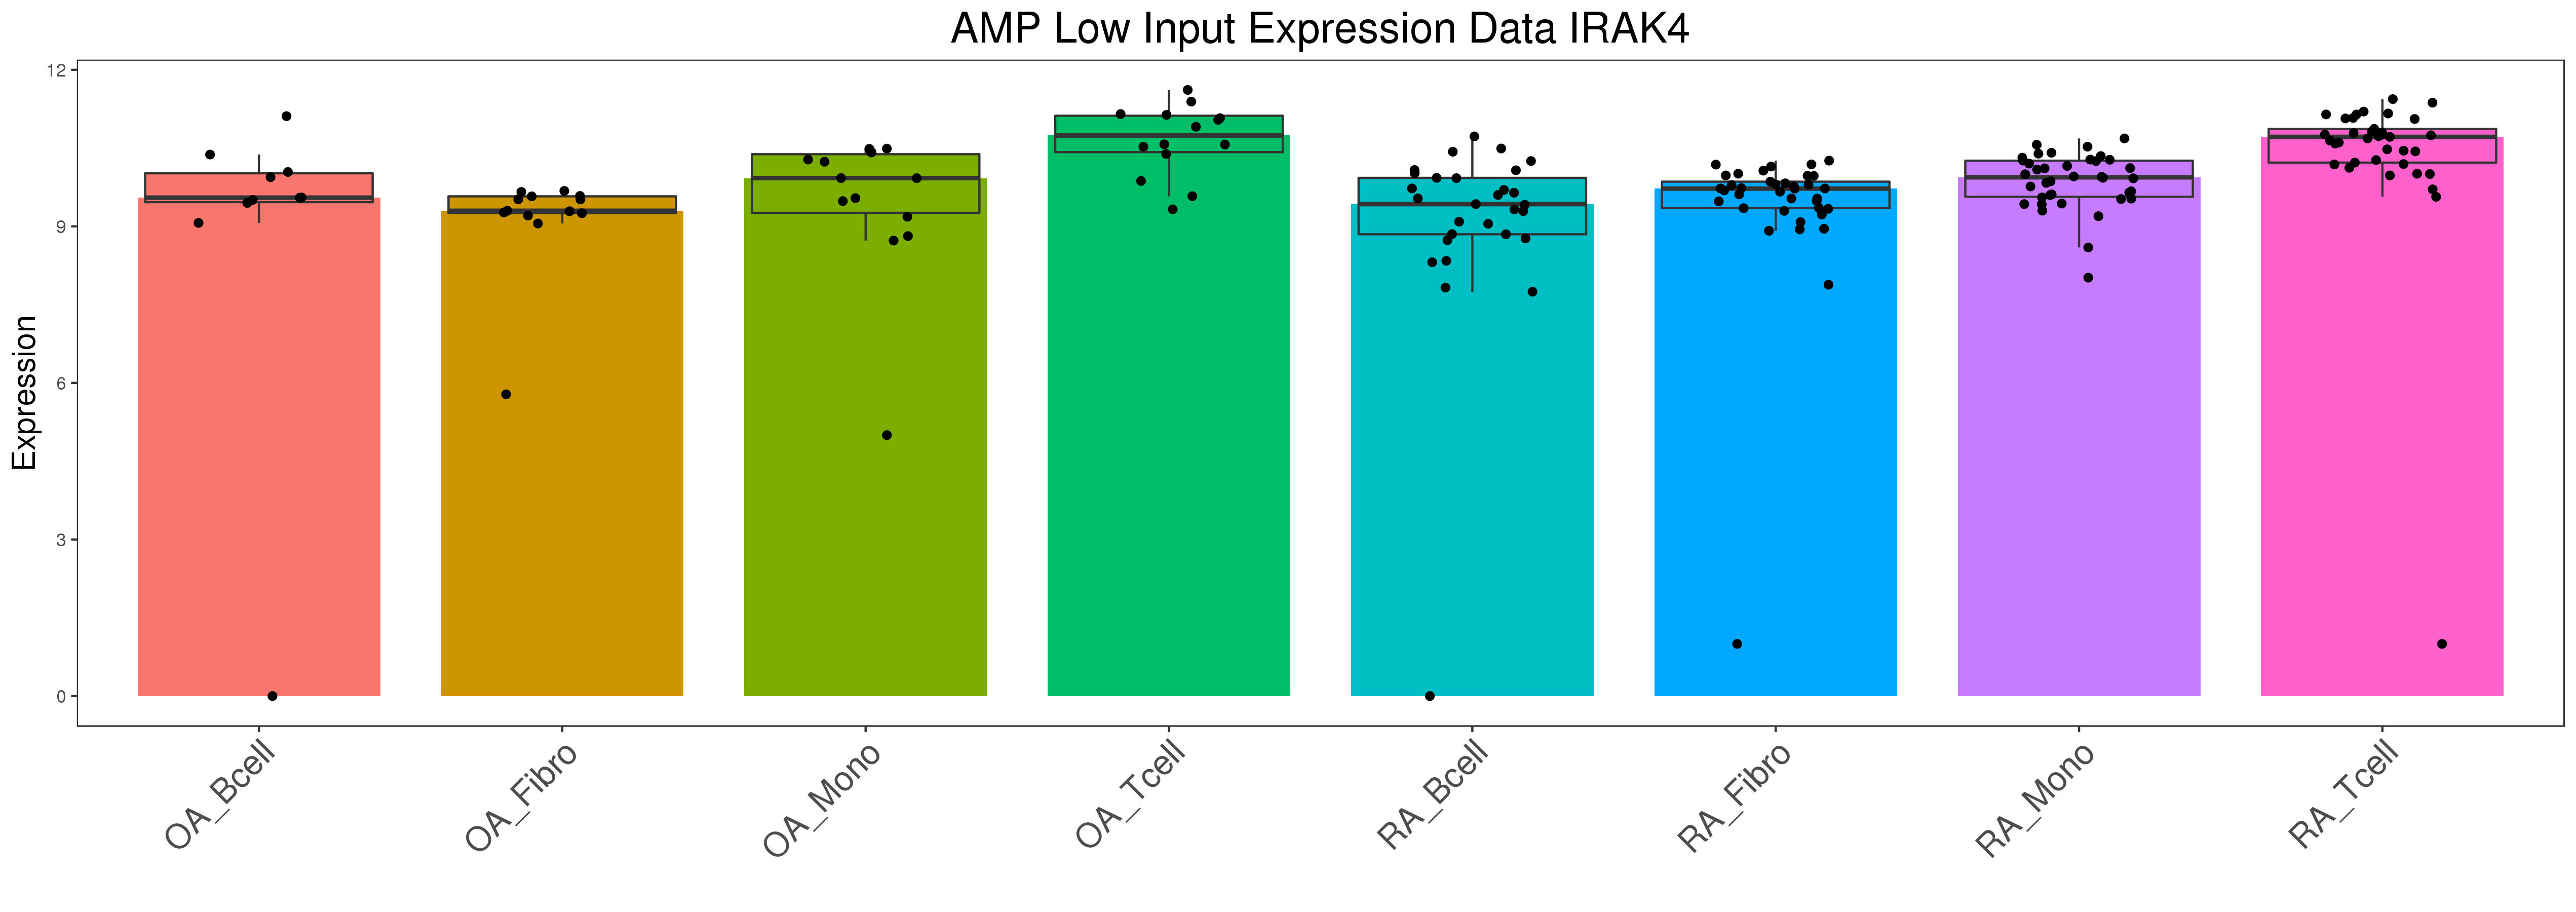 AMP Low Input Expression Data IRAK4
12
9
6
3
0
Expression
OA_Bcell
OA_Fibro
OA_Mono
OA_Tcell
RA_Bcell
RA_Fibro
RA_Mono
RA_Tcell